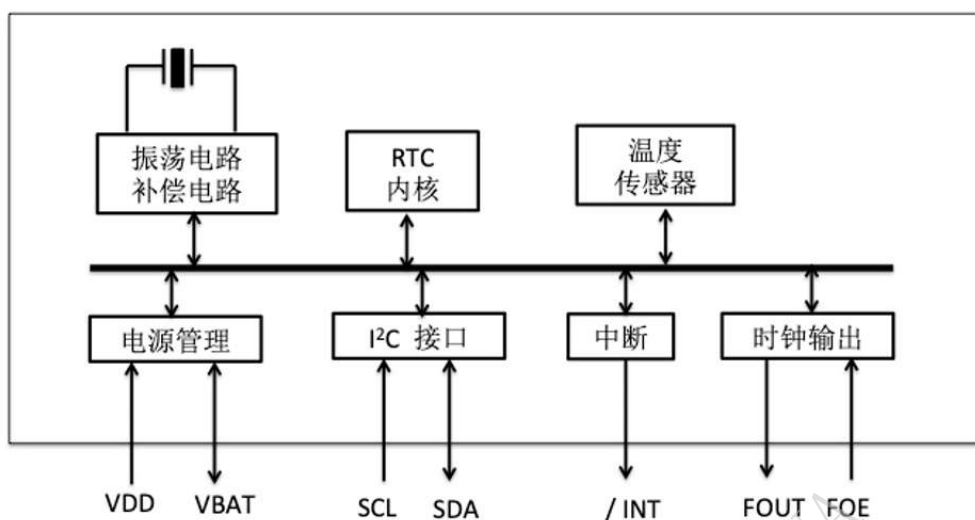 振荡电路
补偿电路
RTC
内核
温度
传感器
电源管理
I²C 接口
中断
时钟输出
VDD
VBAT
SCL
SDA
/ INT
FOUT
FOE